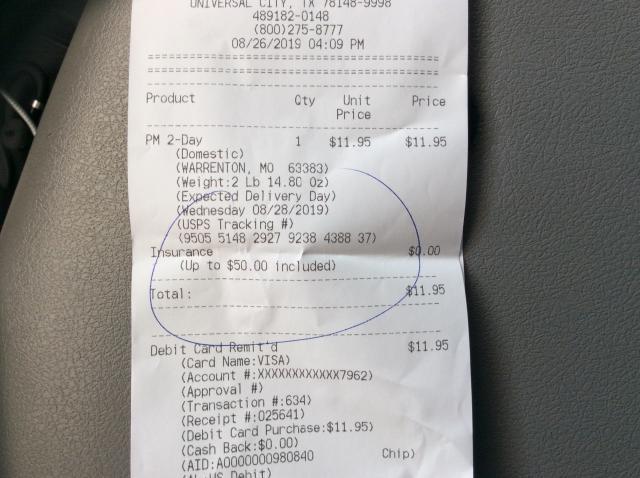 UNIVERSAL CITY, TX 78148-9998
489182-0148
(800)275-8777
08/26/2019 04:09 PM
Product Qty Unit Price
Price
PM 2-Day 1 $11.95 $11.95
(Domestic)
(WARRENTON, MO 63383)
(Weight:2 Lb 14.80 Oz)
(Expected Delivery Day)
(Wednesday 08/28/2019)
(USPS Tracking #)
(9505 5148 2927 9238 4388 37)
Insurance $0.00
(Up to $50.00 included)
Total: $11.95
Debit Card Remit'd $11.95
(Card Name:VISA)
(Account #:XXXXXXXXXXXX7962)
(Approval #)
(Transaction #:634)
(Receipt #:025641)
(Debit Card Purchase:$11.95)
(Cash Back:$0.00)
(AID:A0000000980840 Chip)
(AL:US Debit)